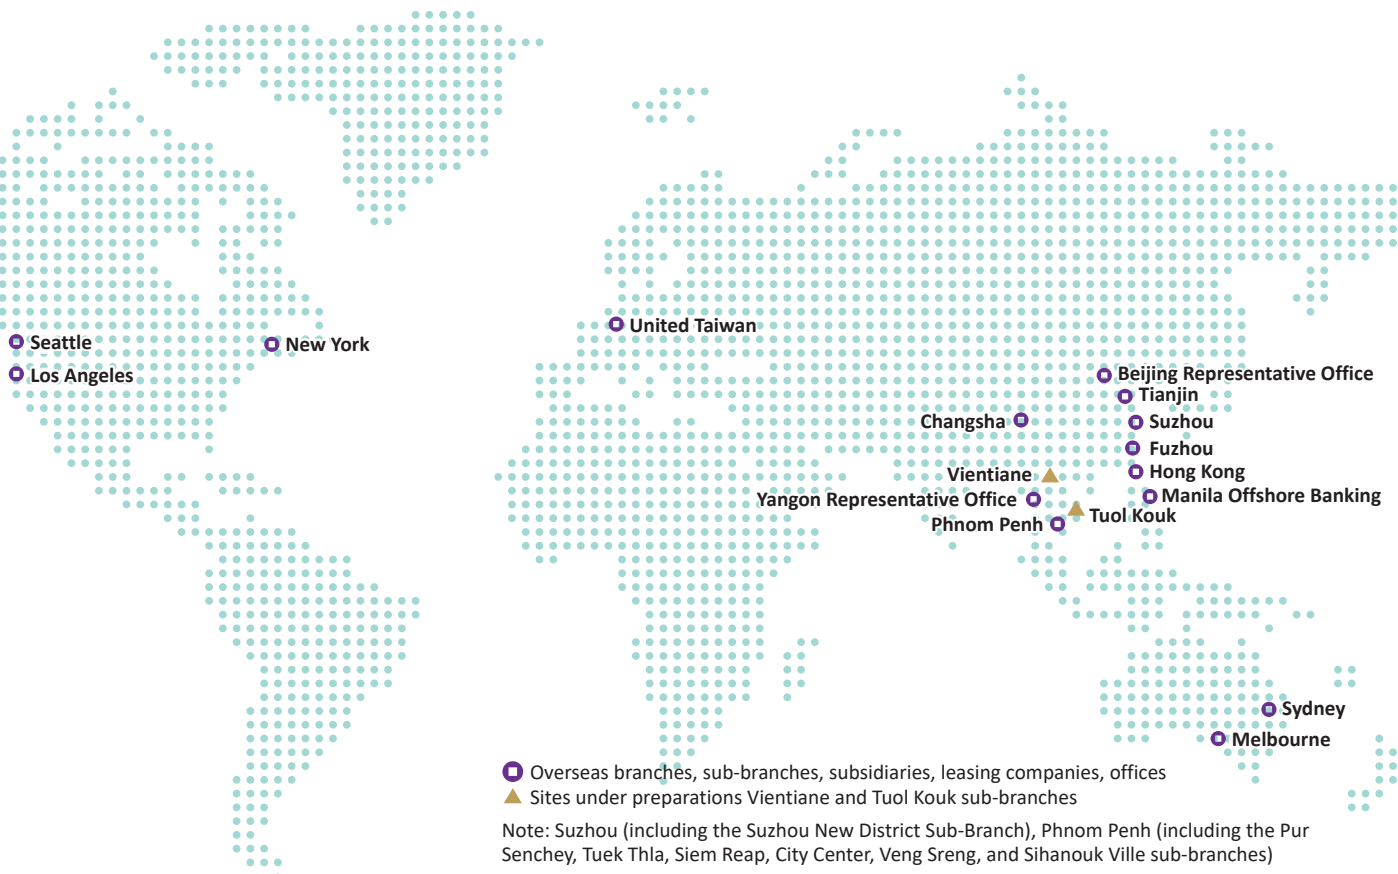 Seattle
New York
United Taiwan
Los Angeles
Beijing Representative Office
Tianjin
Changsha
Suzhou
Fuzhou
Vientiane
Hong Kong
Yangon Representative Office
Manila Offshore Banking
Phnom Penh
Tuol Kouk
Sydney
Melbourne
Overseas branches, sub-branches, subsidiaries, leasing companies, offices
Sites under preparations Vientiane and Tuol Kouk sub-branches
Note: Suzhou (including the Suzhou New District Sub-Branch), Phnom Penh (including the Pur
Senchey, Tuek Thla, Siem Reap, City Center, Veng Sreng, and Sihanouk Ville sub-branches)